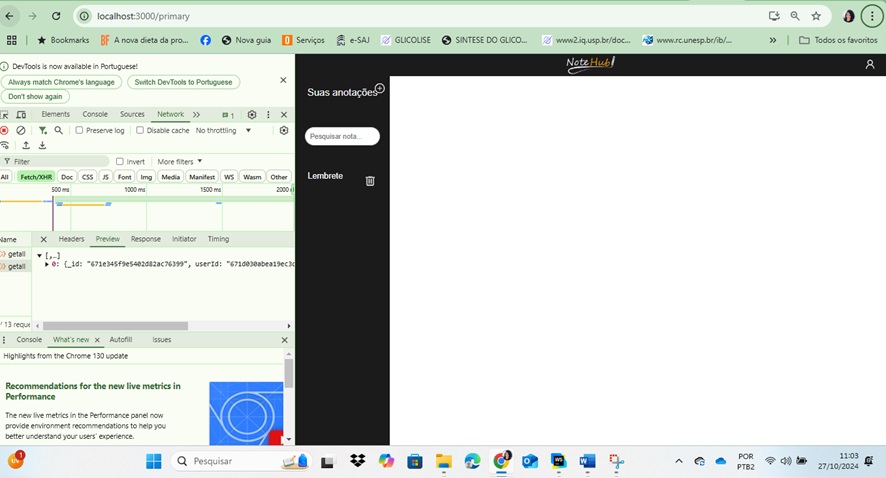 localhost:3000/primary
Bookmarks A nova dieta da pro... Nova guia Serviços e-SAJ GLICOLISE SINTESE DO GLICO... www2.iq.usp.br/doc... www.rc.unesp.br/ib/... » Todos os favoritos
DevTools is now available in Portuguese!
Always match Chrome's language Switch DevTools to Portuguese
Don't show again
Elements Console Sources Network » 1
Preserve log Disable cache No throttling
Filter Invert More filters
All Fetch/XHR Doc CSS JS Font Img Media Manifest WS Wasm Other
500 ms 1000 ms 1500 ms 2000
Name Headers Preview Response Initiator Timing
getall
getall
[,…]
0: {_id: "671e345f9e5402d82ac76399", userId: "671d030abea19ec3c
13 reque
Console What's new Autofill Issues
Highlights from the Chrome 130 update
Recommendations for the new live metrics in
Performance
The new live metrics in the Performance panel now
provide environment recommendations to help you
better understand your users' experience.
NoteHub!
Suas anotações
Pesquisar nota...
Lembrete
1
Pesquisar
POR
PTB2
11:03
27/10/2024